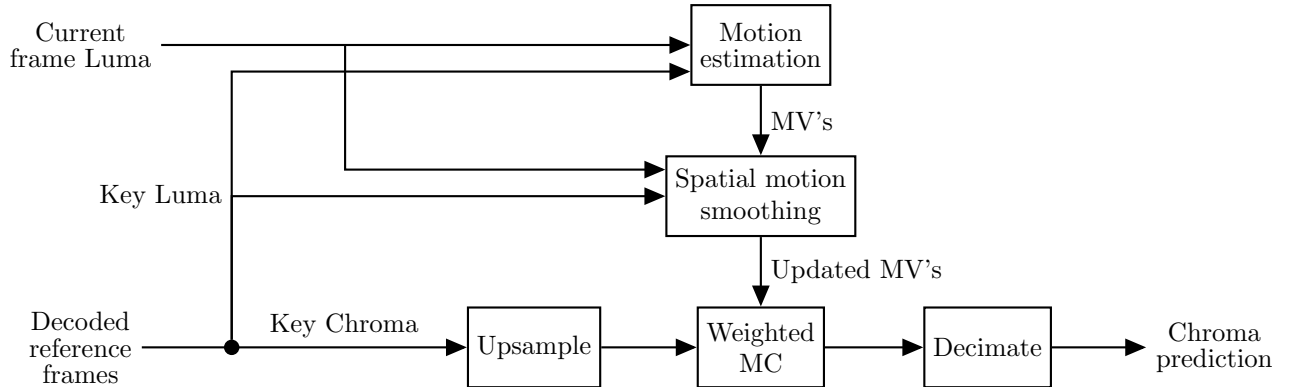 Current
frame Luma
Motion
estimation
MV's
Key Luma
Spatial motion
smoothing
Updated MV's
Decoded
reference
frames
Key Chroma
Upsample
Weighted
MC
Decimate
Chroma
prediction